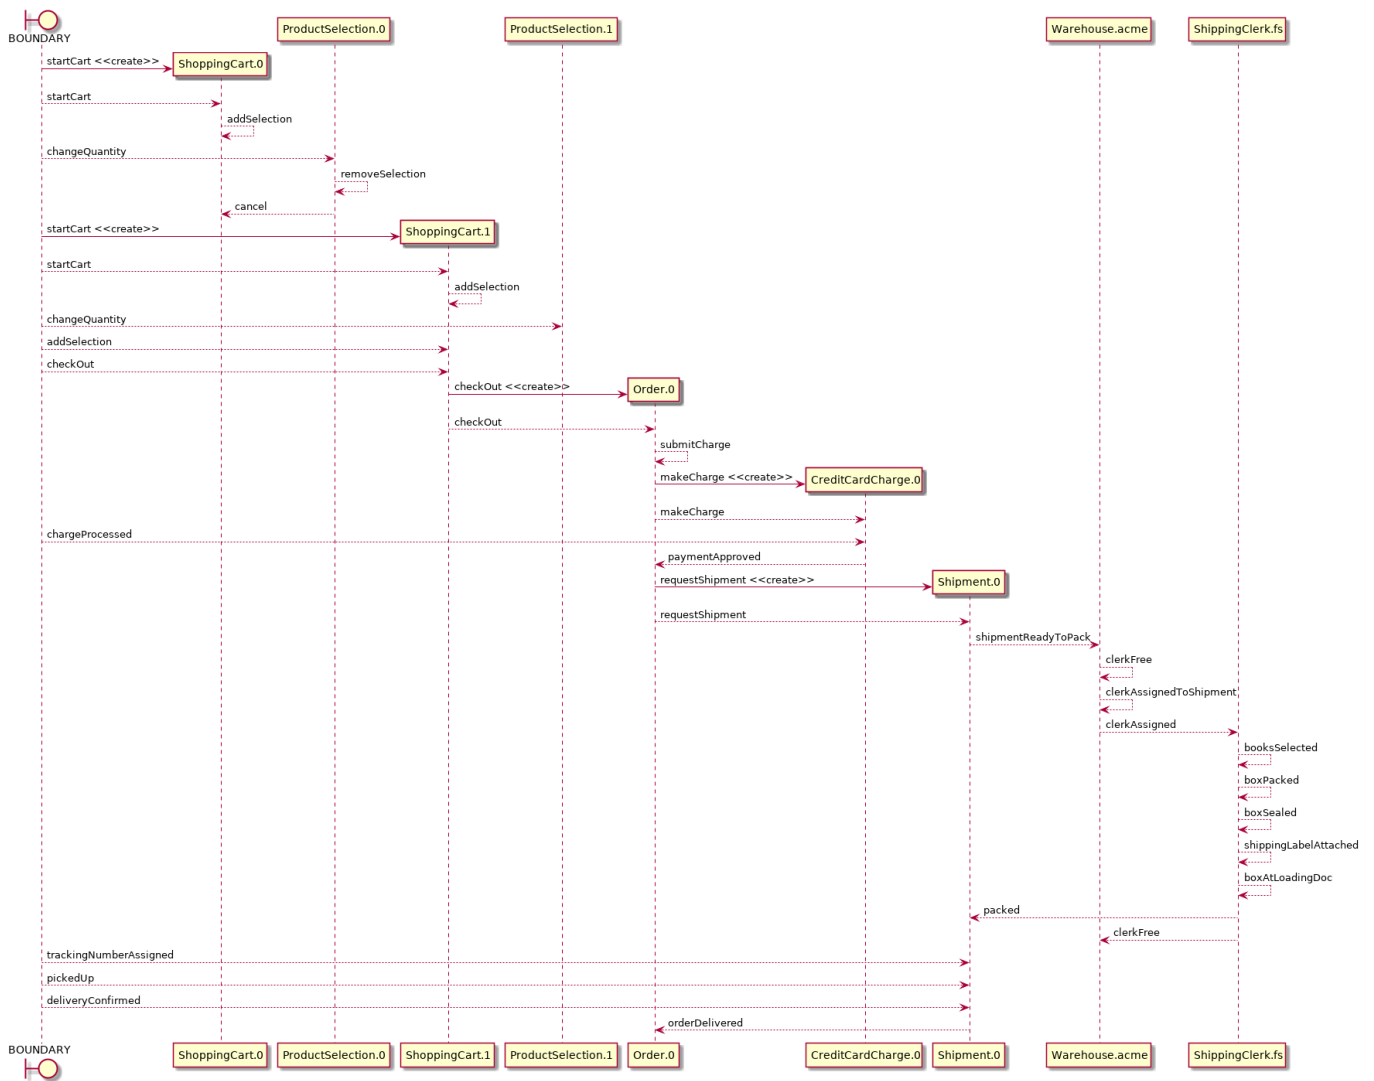 BOUNDARY
ProductSelection.0
ProductSelection.1
Warehouse.acme
ShippingClerk.fs
startCart <<create>>
ShoppingCart.0
startCart
addSelection
changeQuantity
removeSelection
cancel
startCart <<create>>
ShoppingCart.1
startCart
addSelection
changeQuantity
addSelection
checkOut
checkOut <<create>>
Order.0
checkOut
submitCharge
makeCharge <<create>>
CreditCardCharge.0
makeCharge
chargeProcessed
paymentApproved
requestShipment <<create>>
Shipment.0
requestShipment
shipmentReadyToPack
clerkFree
clerkAssignedToShipment
clerkAssigned
booksSelected
boxPacked
boxSealed
shippingLabelAttached
boxAtLoadingDoc
packed
clerkFree
trackingNumberAssigned
pickedUp
deliveryConfirmed
orderDelivered
BOUNDARY
ShoppingCart.0
ProductSelection.0
ShoppingCart.1
ProductSelection.1
Order.0
CreditCardCharge.0
Shipment.0
Warehouse.acme
ShippingClerk.fs